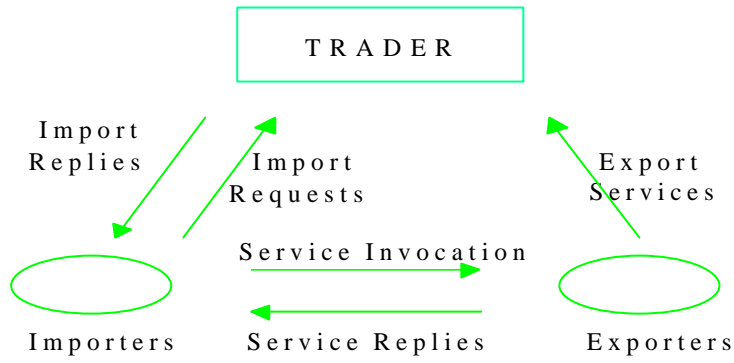 TRADER
Import
Replies
Import
Requests
Export
Services
Service Invocation
Importers
Service Replies
Exporters